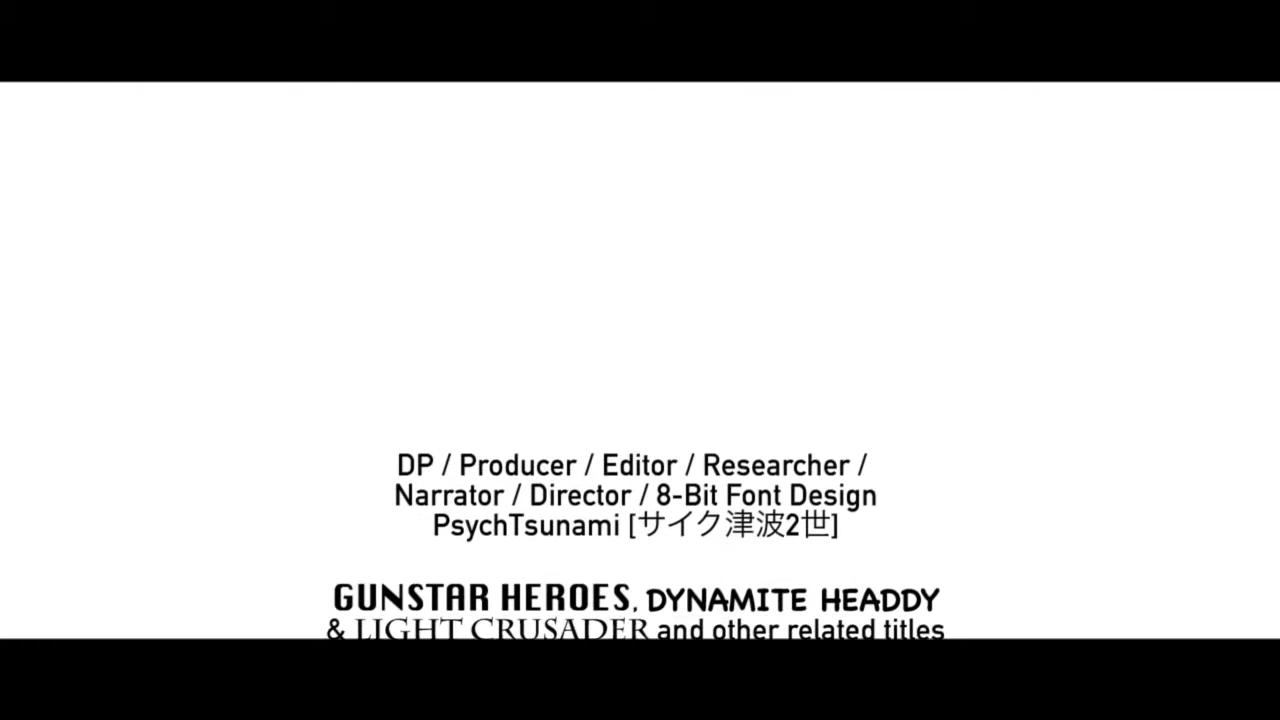 DP / Producer / Editor / Researcher /
Narrator / Director / 8-Bit Font Design
PsychTsunami [サイク津波2世]
GUNSTAR HEROES, DYNAMITE HEADDY
& LIGHT CRUSADER and other related titles